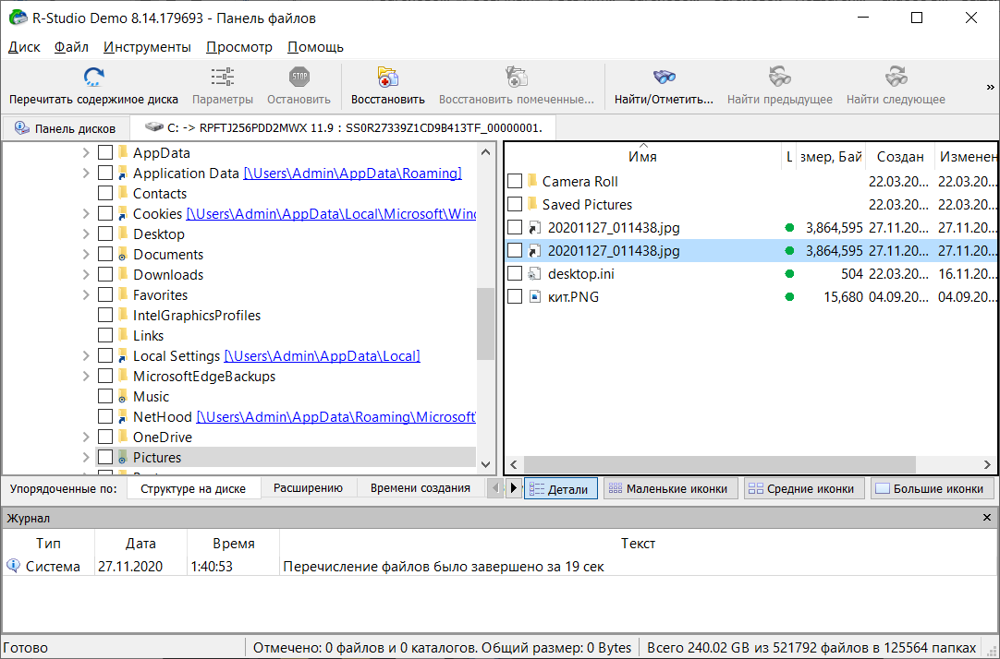 R-Studio Demo 8.14.179693 - Панель файлов
Диск Файл Инструменты Просмотр Помощь
Перечитать содержимое диска Параметры Остановить Восстановить Восстановить помеченные... Найти/Отметить... Найти предыдущее Найти следующее »
STOP
Панель дисков C: -> RPFTJ256PDD2MWX 11.9 : SS0R27339Z1CD9B413TF_00000001.
AppData
Application Data [\Users\Admin\AppData\Roaming]
Contacts
Cookies [\Users\Admin\AppData\Local\Microsoft\Winc
Desktop
Documents
Downloads
Favorites
IntelGraphicsProfiles
Links
Local Settings [\Users\Admin\AppData\Local]
MicrosoftEdgeBackups
Music
NetHood [\Users\Admin\AppData\Roaming\Microsoft\
OneDrive
Pictures
Имя L змер, Бай Создан Изменен
Camera Roll 22.03.20... 22.03.20...
Saved Pictures 22.03.20... 22.03.20...
20201127_011438.jpg 3,864,595 27.11.20... 27.11.20...
20201127_011438.jpg 3,864,595 27.11.20... 27.11.20...
desktop.ini 504 22.03.20... 16.11.20...
кит.PNG 15,680 04.09.20... 04.09.20...
Упорядоченные по: Структуре на диске Расширению Времени создания Детали Маленькие иконки Средние иконки Большие иконки
Журнал
Тип Дата Время Текст
Система 27.11.2020 1:40:53 Перечисление файлов было завершено за 19 сек
Готово Отмечено: 0 файлов и 0 каталогов. Общий размер: 0 Bytes Всего 240.02 GB из 521792 файлов в 125564 папках